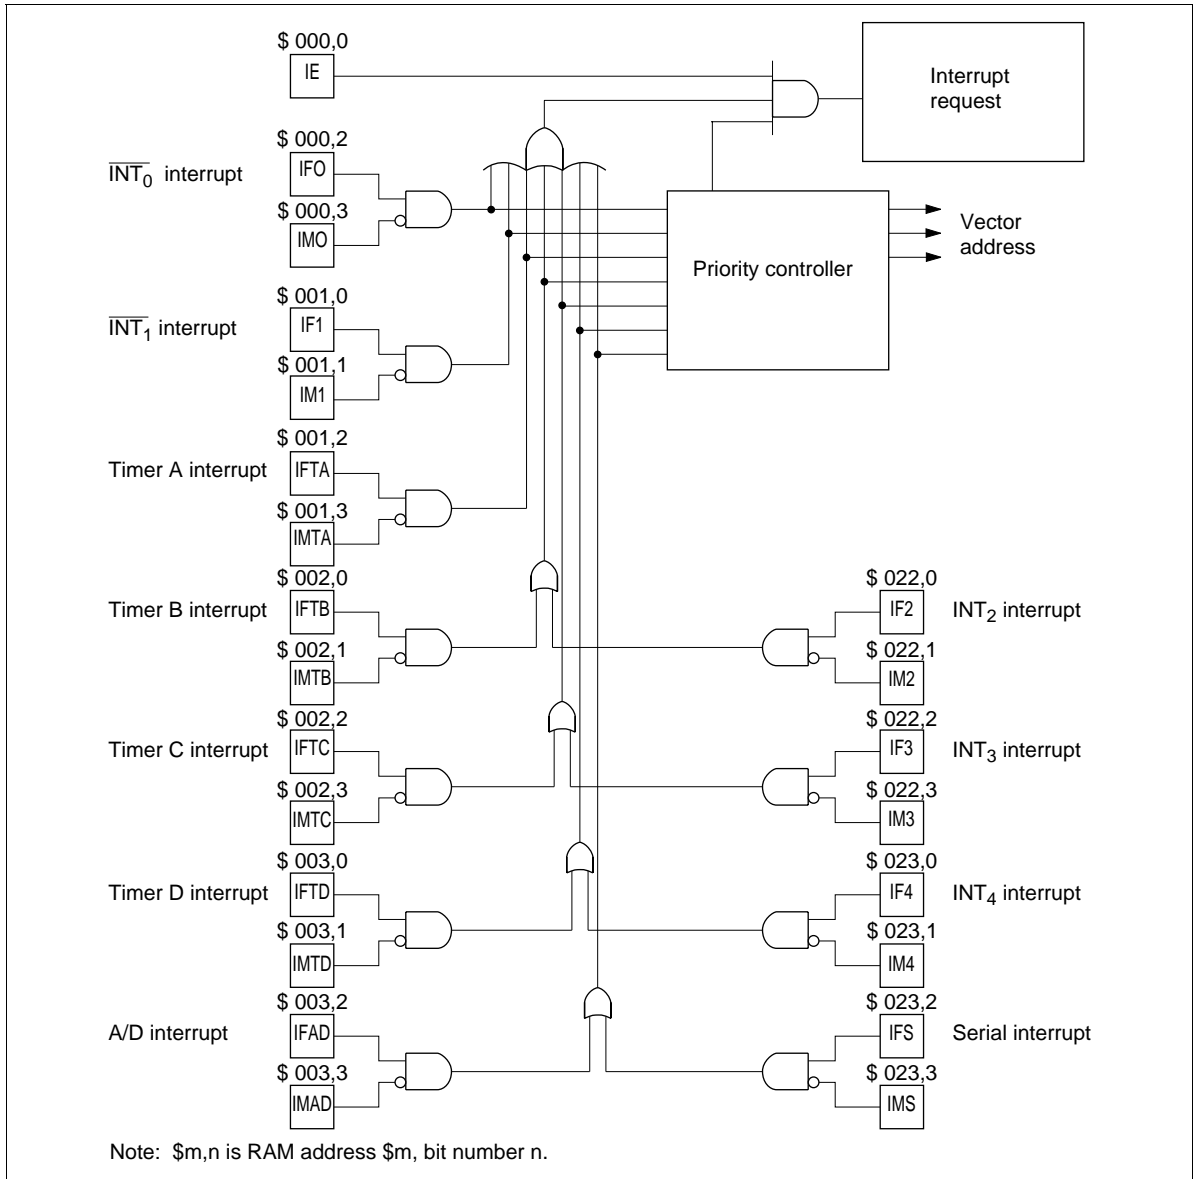 $ 000,0
IE
Interrupt
request
$ 000,2
IFO
INT0 interrupt
$ 000,3
IMO
Vector
address
Priority controller
$ 001,0
IF1
INT1 interrupt
$ 001,1
IM1
$ 001,2
IFTA
Timer A interrupt
$ 001,3
IMTA
$ 002,0
IFTB
Timer B interrupt
$ 002,1
IMTB
$ 022,0
IF2
INT2 interrupt
$ 022,1
IM2
$ 002,2
IFTC
Timer C interrupt
$ 002,3
IMTC
$ 022,2
IF3
INT3 interrupt
$ 022,3
IM3
$ 003,0
IFTD
Timer D interrupt
$ 003,1
IMTD
$ 023,0
IF4
INT4 interrupt
$ 023,1
IM4
$ 003,2
IFAD
A/D interrupt
$ 003,3
IMAD
$ 023,2
IFS
Serial interrupt
$ 023,3
IMS
Note: $m,n is RAM address $m, bit number n.